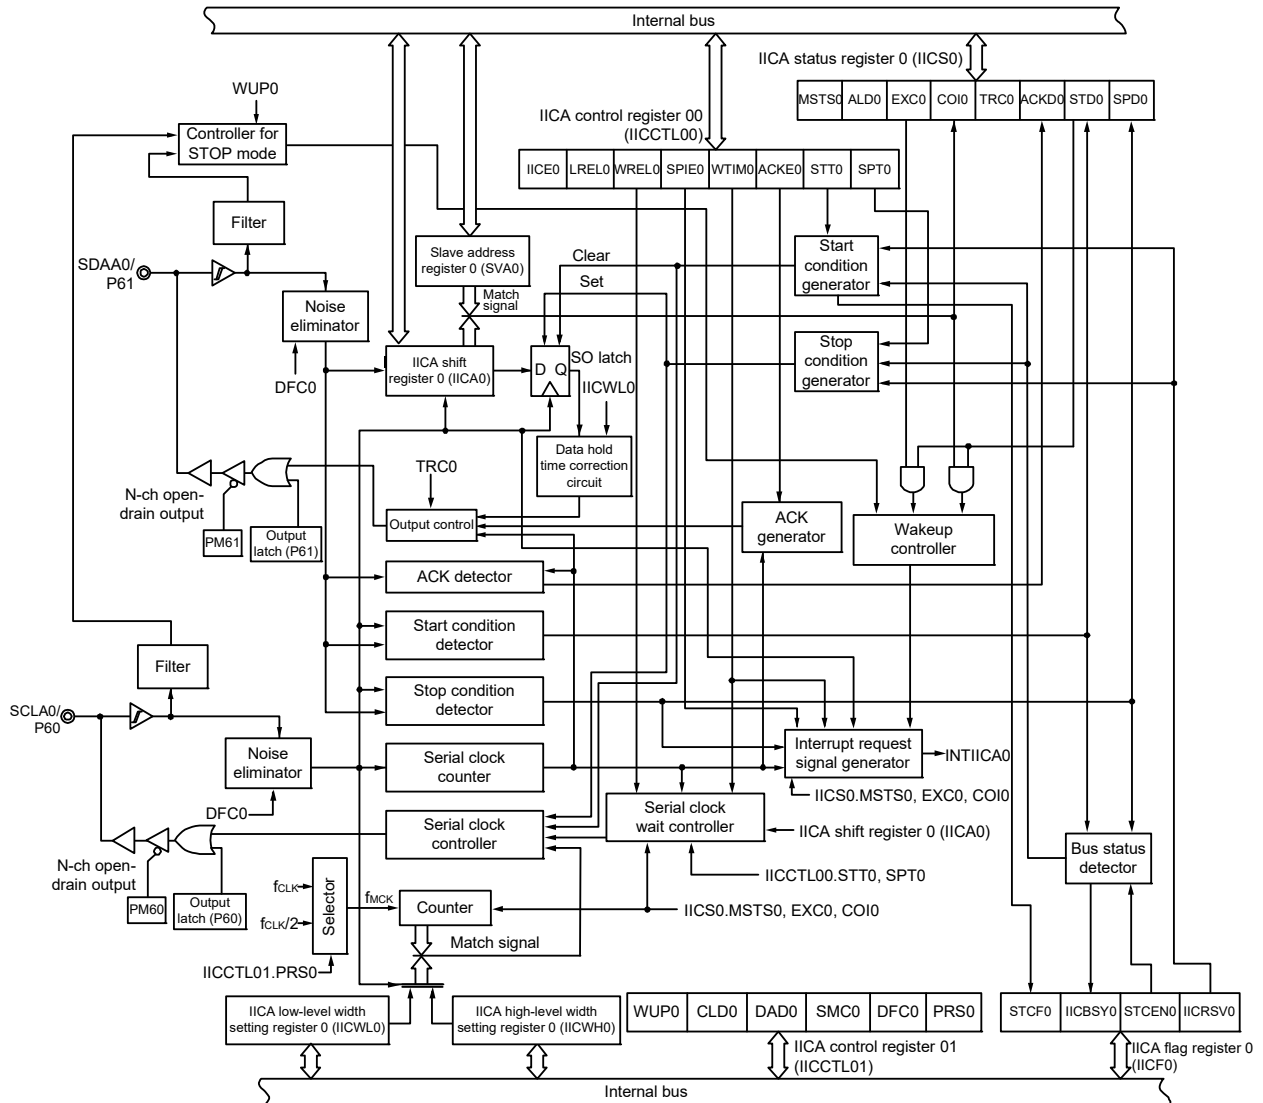 Internal bus
IICA status register 0 (IICS0)
WUP0
MSTS0 ALD0 EXC0 COI0 TRC0 ACKD0 STD0 SPD0
IICA control register 00
(IICCTL00)
Controller for
STOP mode
IICE0 LREL0 WREL0 SPIE0 WTIM0 ACKE0 STT0 SPT0
Filter
SDAA0/
P61
Slave address
register 0 (SVA0)
Clear
Set
Start
condition
generator
Match
signal
Noise
eliminator
DFC0
IICA shift
register 0 (IICA0)
D Q
SO latch
IICWL0
Stop
condition
generator
Data hold
time correction
circuit
TRC0
N-ch open-
drain output
PM61
Output
latch (P61)
Output control
ACK
generator
Wakeup
controller
ACK detector
Start condition
detector
Filter
Stop condition
detector
SCLA0/
P60
Noise
eliminator
DFC0
Serial clock
counter
Interrupt request
signal generator
INTIICA0
IICS0.MSTS0, EXC0, COI0
Serial clock
controller
Serial clock
wait controller
IICA shift register 0 (IICA0)
Bus status
detector
N-ch open-
drain output
PM60
Output
latch (P60)
IICCTL00.STT0, SPT0
fCLK
fCLK/2
Selector
fMCK
Counter
IICS0.MSTS0, EXC0, COI0
Match signal
IICCTL01.PRS0
IICA low-level width
setting register 0 (IICWL0)
IICA high-level width
setting register 0 (IICWH0)
WUP0 CLD0 DAD0 SMC0 DFC0 PRS0
STCF0 IICBSY0 STCEN0 IICRSV0
IICA control register 01
(IICCTL01)
IICA flag register 0
(IICF0)
Internal bus